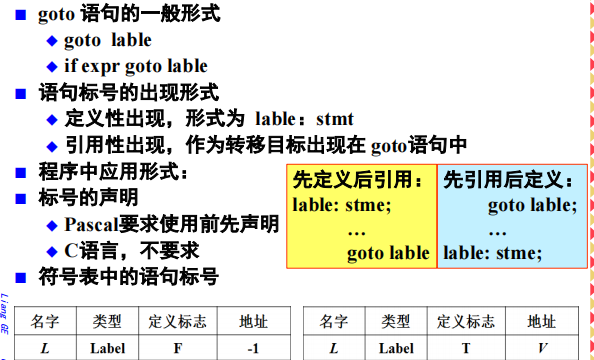 goto 语句的一般形式
goto lable
if expr goto lable
语句标号的出现形式
定义性出现，形式为 lable：stmt
引用性出现，作为转移目标出现在 goto语句中
程序中应用形式：
标号的声明
Pascal要求使用前先声明
C语言，不要求
先定义后引用：
lable: stme;
…
goto lable
先引用后定义：
goto lable;
…
lable: stme;
符号表中的语句标号
Liang GE
名字 类型 定义标志 地址
L Label F -1
名字 类型 定义标志 地址
L Label T V